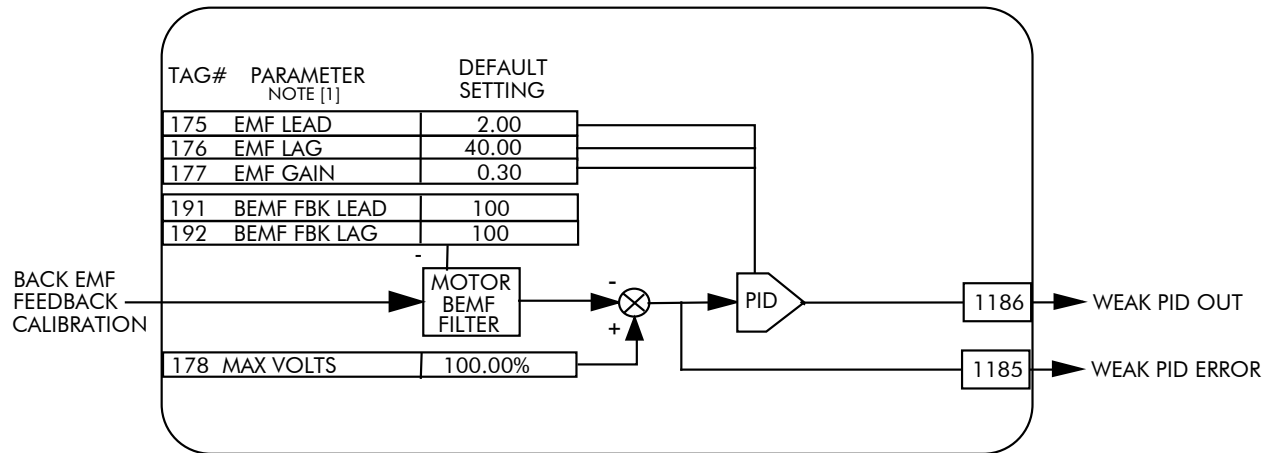 TAG# PARAMETER DEFAULT
NOTE [1] SETTING
175 EMF LEAD 2.00
176 EMF LAG 40.00
177 EMF GAIN 0.30
191 BEMF FBK LEAD 100
192 BEMF FBK LAG 100
-
BACK EMF
FEEDBACK
CALIBRATION
MOTOR
BEMF
FILTER
-
+
PID
1186 WEAK PID OUT
178 MAX VOLTS 100.00%
1185 WEAK PID ERROR